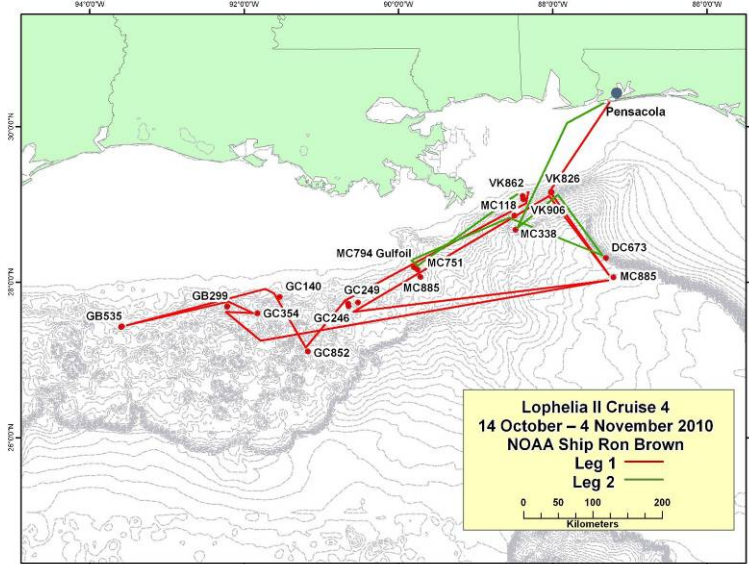 94°0'0"W 92°0'0"W 90°0'0"W 88°0'0"W 86°0'0"W
30°0'0"N
28°0'0"N
26°0'0"N
Pensacola
VK826
VK862
MC118
VK906
MC338
DC673
MC794 Gulfoil
MC751
MC885
MC885
GC140
GC249
GB299
GC354
GC246
GB535
GC852
Lophelia II Cruise 4
14 October – 4 November 2010
NOAA Ship Ron Brown
Leg 1
Leg 2
0 50 100 200
Kilometers